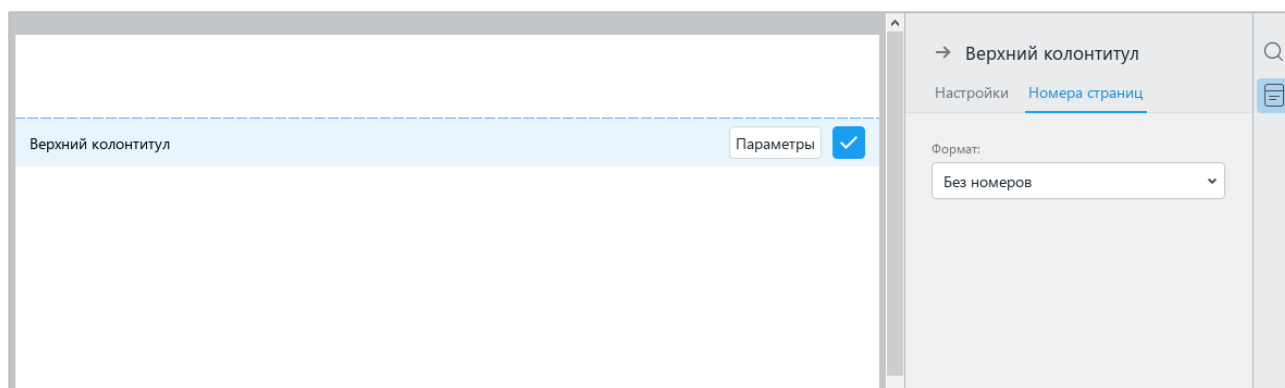 Верхний колонтитул
Настройки Номера страниц
Верхний колонтитул
Параметры
Формат:
Без номеров